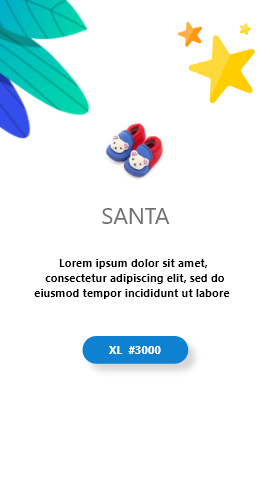 SANTA
Lorem ipsum dolor sit amet,
consectetur adipiscing elit, sed do
eiusmod tempor incididunt ut labore
XL #3000